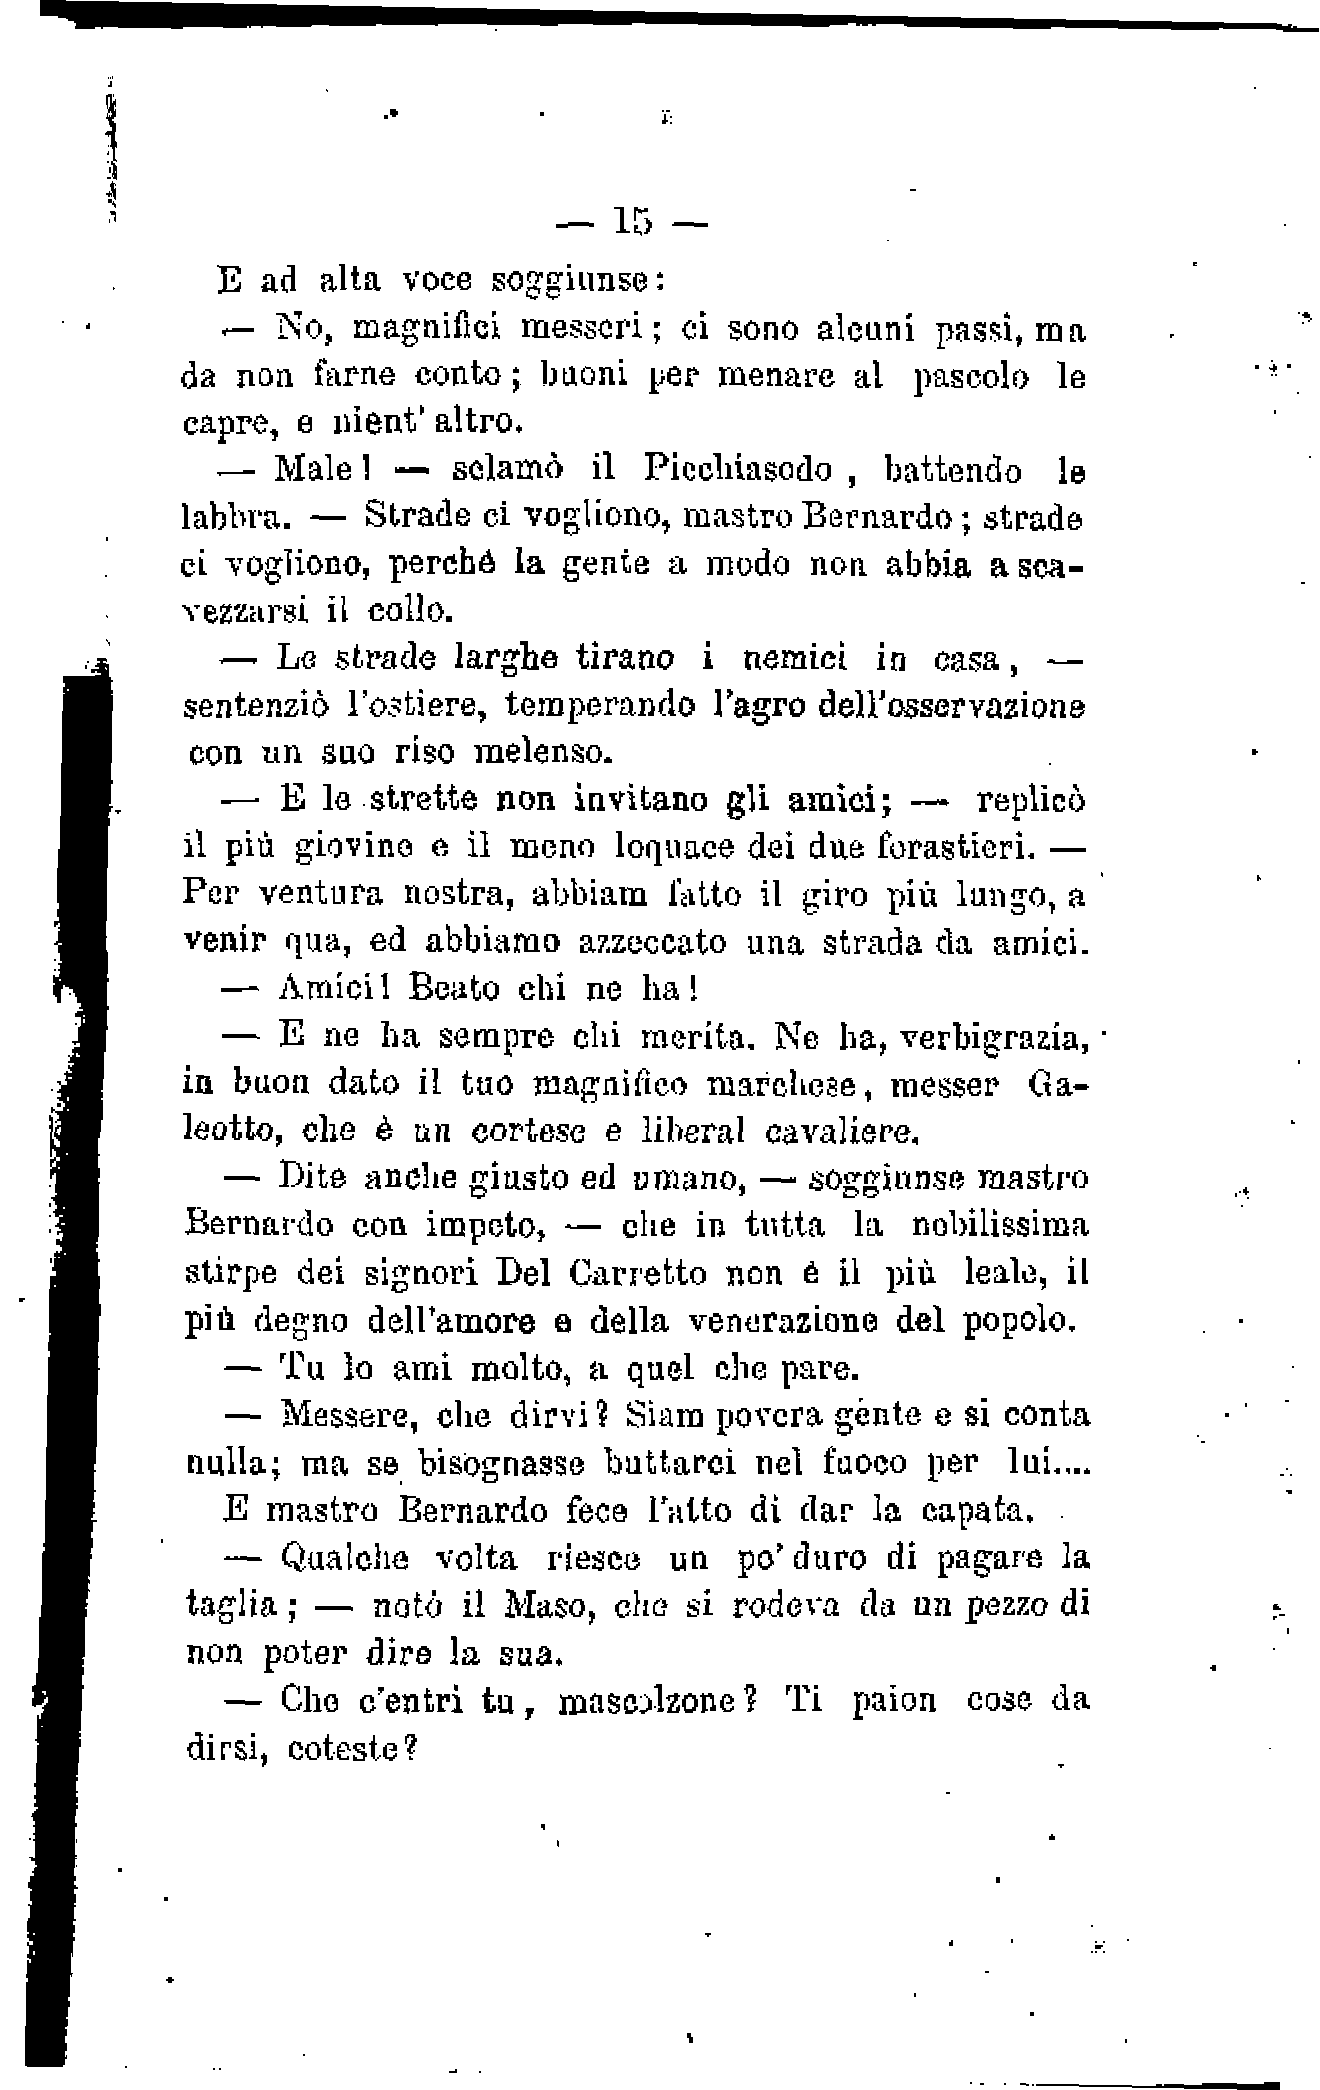 — 15 —
E ad alta voce soggiunse:
— No, magnifici messeri; ci sono alcuni passi, ma
da non farne conto; buoni per menare al pascolo le
capre, e nient' altro.
— Male! — sclamò il Picchiasodo, battendo le
labbra. — Strade ci vogliono, mastro Bernardo; strade
ci vogliono, perchè la gente a modo non abbia a sca-
vezzarsi il collo.
— Le strade larghe tirano i nemici in casa, —
sentenziò l'ostiere, temperando l'agro dell'osservazione
con un suo riso melenso.
— E le strette non invitano gli amici; — replicò
il più giovine e il meno loquace dei due forastieri. —
Per ventura nostra, abbiam fatto il giro più lungo, a
venir qua, ed abbiamo azzeccato una strada da amici.
— Amici! Beato chi ne ha!
— E ne ha sempre chi merita. Ne ha, verbigrazia,
in buon dato il tuo magnifico marchese, messer Ga-
leotto, che è un cortese e liberal cavaliere.
— Dite anche giusto ed umano, — soggiunse mastro
Bernardo con impeto, — che in tutta la nobilissima
stirpe dei signori Del Carretto non è il più leale, il
più degno dell'amore e della venerazione del popolo.
— Tu lo ami molto, a quel che pare.
— Messere, che dirvi? Siam povera gente e si conta
nulla; ma se bisognasse buttarci nel fuoco per lui....
E mastro Bernardo fece l'atto di dar la capata.
— Qualche volta riesce un po' duro di pagare la
taglia; — notò il Maso, che si rodeva da un pezzo di
non poter dire la sua.
— Che c'entri tu, mascalzone? Ti paion cose da
dirsi, coteste?